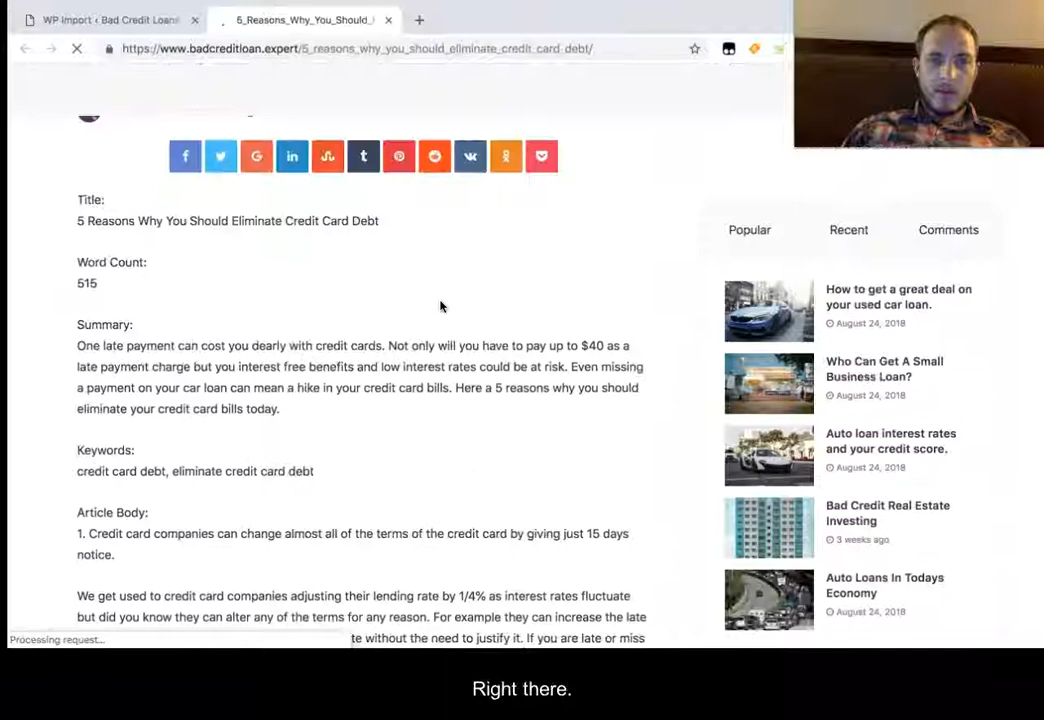 WP Import ‹ Bad Credit Loans
5_Reasons_Why_You_Should_
https://www.badcreditloan.expert/5_reasons_why_you_should_eliminate_credit_card_debt/
Title:
5 Reasons Why You Should Eliminate Credit Card Debt
Word Count:
515
Summary:
One late payment can cost you dearly with credit cards. Not only will you have to pay up to $40 as a
late payment charge but you interest free benefits and low interest rates could be at risk. Even missing
a payment on your car loan can mean a hike in your credit card bills. Here a 5 reasons why you should
eliminate your credit card bills today.
Keywords:
credit card debt, eliminate credit card debt
Article Body:
1. Credit card companies can change almost all of the terms of the credit card by giving just 15 days
notice.
We get used to credit card companies adjusting their lending rate by 1/4% as interest rates fluctuate
but did you know they can alter any of the terms for any reason. For example they can increase the late
te without the need to justify it. If you are late or miss
Processing request...
Popular
Recent
Comments
How to get a great deal on
your used car loan.
August 24, 2018
Who Can Get A Small
Business Loan?
August 24, 2018
Auto loan interest rates
and your credit score.
August 24, 2018
Bad Credit Real Estate
Investing
3 weeks ago
Auto Loans In Todays
Economy
August 24, 2018
Right there.